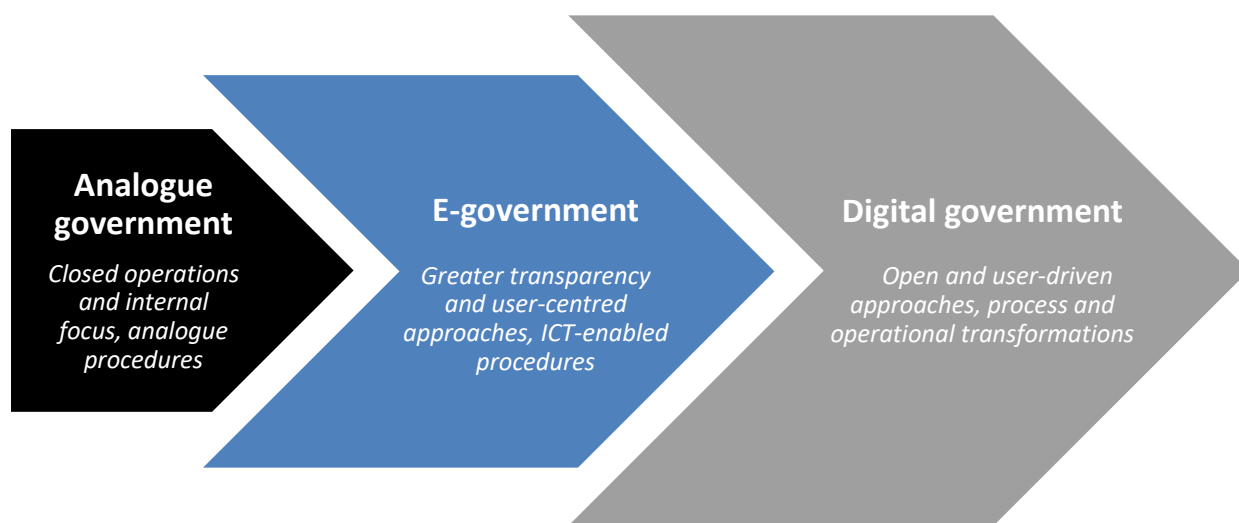 Analogue
government
Closed operations
and internal
focus, analogue
procedures
E-government
Greater transparency
and user-centred
approaches, ICT-enabled
procedures
Digital government
Open and user-driven
approaches, process and
operational transformations